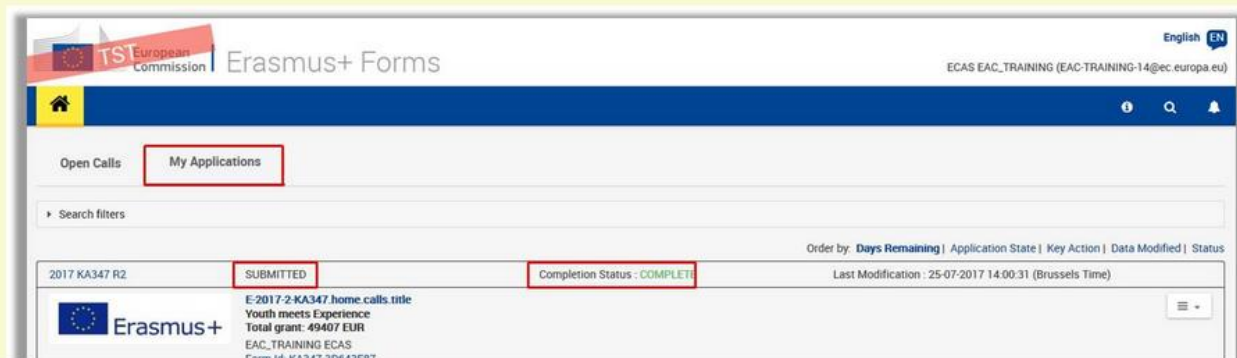 TST
European
Commission
Erasmus+ Forms
English EN
ECAS EAC_TRAINING (EAC-TRAINING-14@ec.europa.eu)
Open Calls My Applications
Search filters
Order by: Days Remaining | Application State | Key Action | Data Modified | Status
2017 KA347 R2 SUBMITTED Completion Status : COMPLETE Last Modification : 25-07-2017 14:00:31 (Brussels Time)
Erasmus+
E-2017-2-KA347.home.calls.title
Youth meets Experience
Total grant: 49407 EUR
EAC_TRAINING ECAS
Form Id: